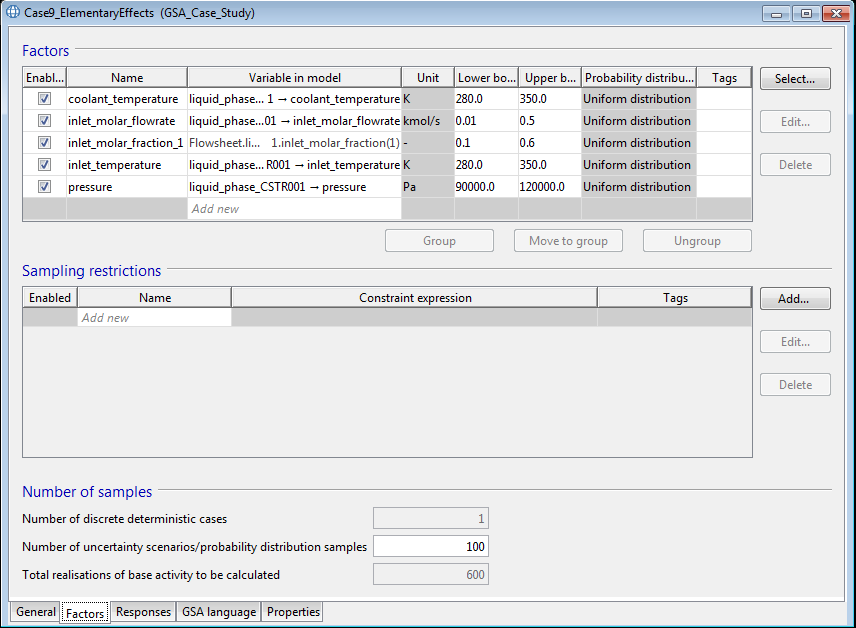 Case9_ElementaryEffects (GSA_Case_Study)
Factors
Enabl... Name Variable in model Unit Lower bo... Upper b... Probability distribu... Tags
coolant_temperature liquid_phase... 1 → coolant_temperature K 280.0 350.0 Uniform distribution
inlet_molar_flowrate liquid_phase...01 → inlet_molar_flowrate kmol/s 0.01 0.5 Uniform distribution
inlet_molar_fraction_1 Flowsheet.li... 1.inlet_molar_fraction(1) - 0.1 0.6 Uniform distribution
inlet_temperature liquid_phase... R001 → inlet_temperature K 280.0 350.0 Uniform distribution
pressure liquid_phase_CSTR001 → pressure Pa 90000.0 120000.0 Uniform distribution
Add new
Select...
Edit...
Delete
Group Move to group Ungroup
Sampling restrictions
Enabled Name Constraint expression Tags
Add new
Add...
Edit...
Delete
Number of samples
Number of discrete deterministic cases 1
Number of uncertainty scenarios/probability distribution samples 100
Total realisations of base activity to be calculated 600
General Factors Responses GSA language Properties